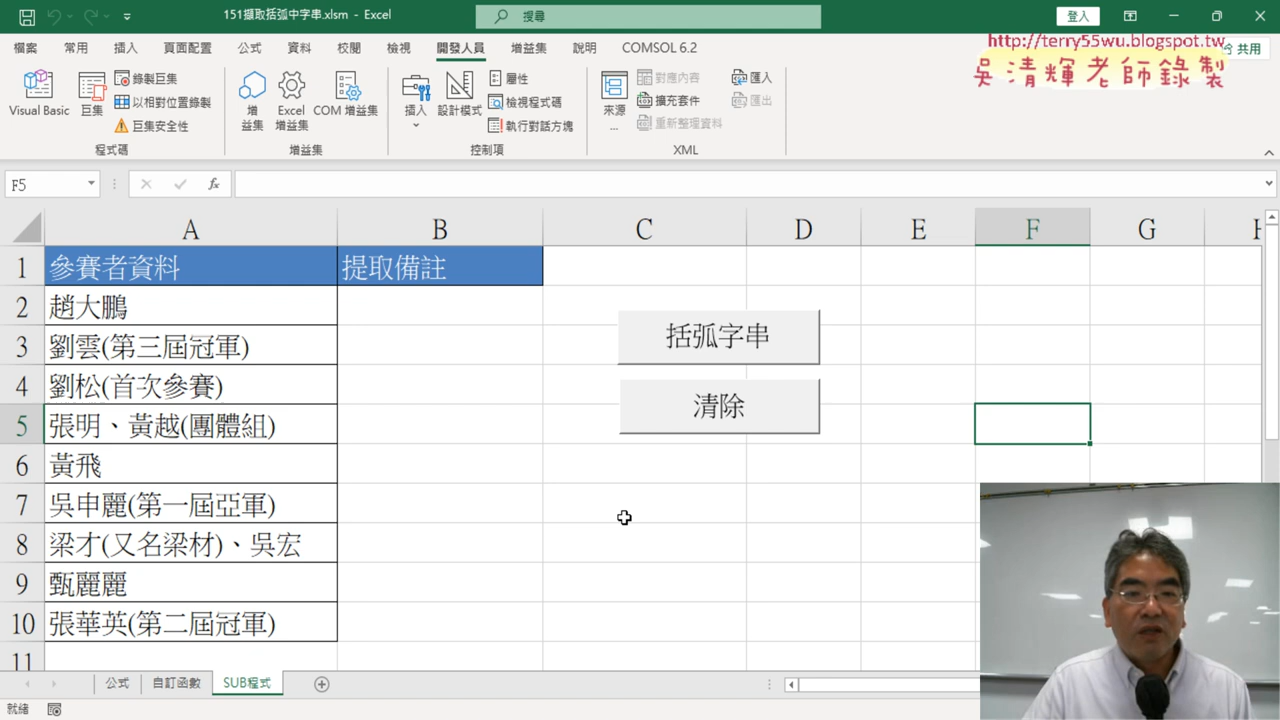 151擷取括弧中字串.xlsm - Excel
搜尋
登入
檔案 常用 插入 頁面配置 公式 資料 校閱 檢視 開發人員 增益集 說明 COMSOL 6.2
共用
http://terry55wu.blogspot.tw
吳清輝老師錄製
Visual Basic
巨集
錄製巨集
以相對位置錄製
巨集安全性
程式碼
增益集
Excel 增益集
COM 增益集
增益集
插入
設計模式
屬性
檢視程式碼
執行對話方塊
控制項
來源
...
對應內容
擴充套件
重新整理資料
匯入
匯出
XML
F5
fx
A B C D E F G
1 參賽者資料 提取備註
2 趙大鵬
3 劉雲(第三屆冠軍)
4 劉松(首次參賽)
5 張明、黃越(團體組)
6 黃飛
7 吳申麗(第一屆亞軍)
8 梁才(又名梁材)、吳宏
9 甄麗麗
10 張華英(第二屆冠軍)
11
括弧字串
清除
公式 自訂函數 SUB程式
就緒